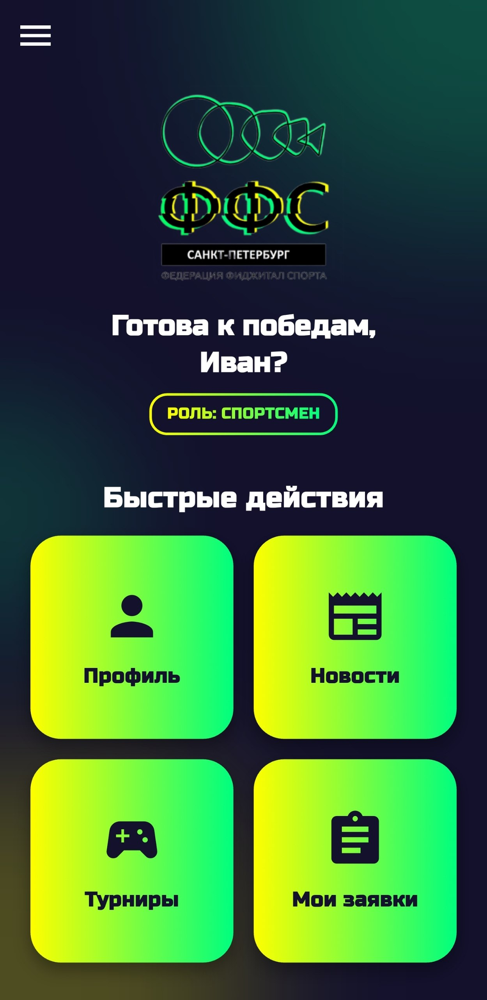 ФФС
САНКТ-ПЕТЕРБУРГ
ФЕДЕРАЦИЯ ФИДЖИТАЛ СПОРТА
Готова к победам,
Иван?
РОЛЬ: СПОРТСМЕН
Быстрые действия
Профиль
Новости
Турниры
Мои заявки